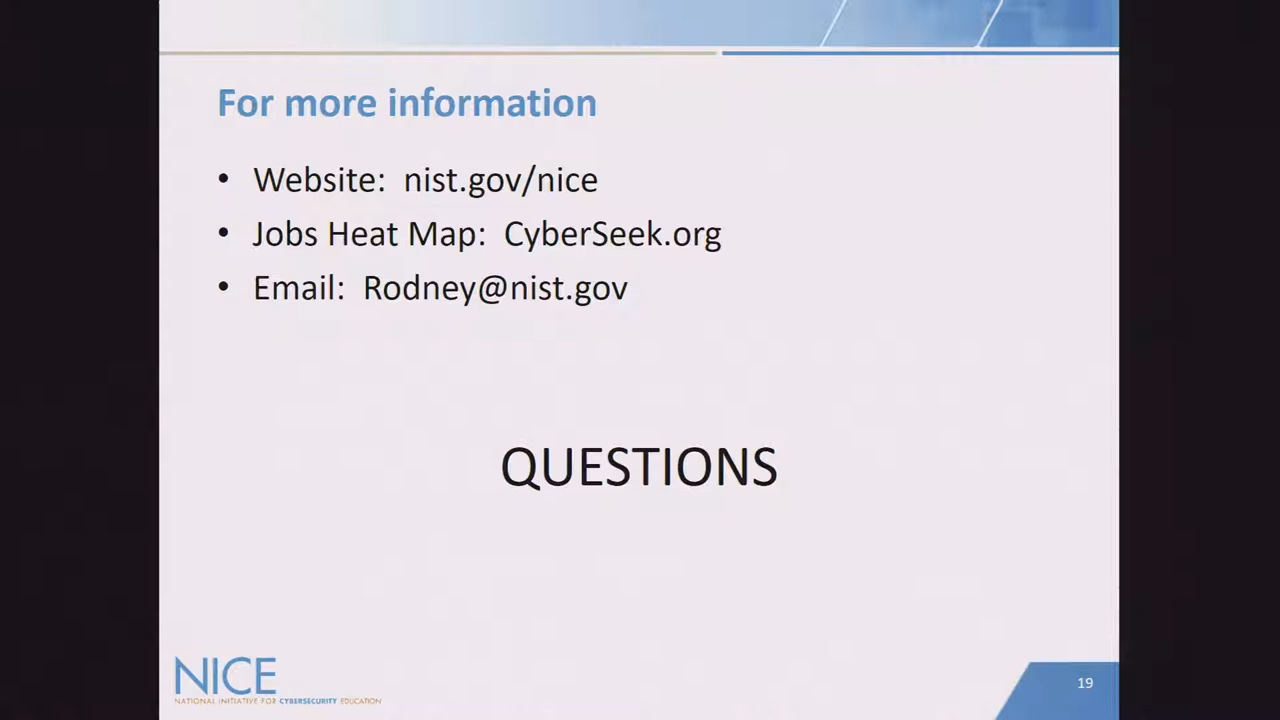 For more information
• Website: nist.gov/nice
• Jobs Heat Map: CyberSeek.org
• Email: Rodney@nist.gov
QUESTIONS
NICE
NATIONAL INITIATIVE FOR CYBERSECURITY EDUCATION
19